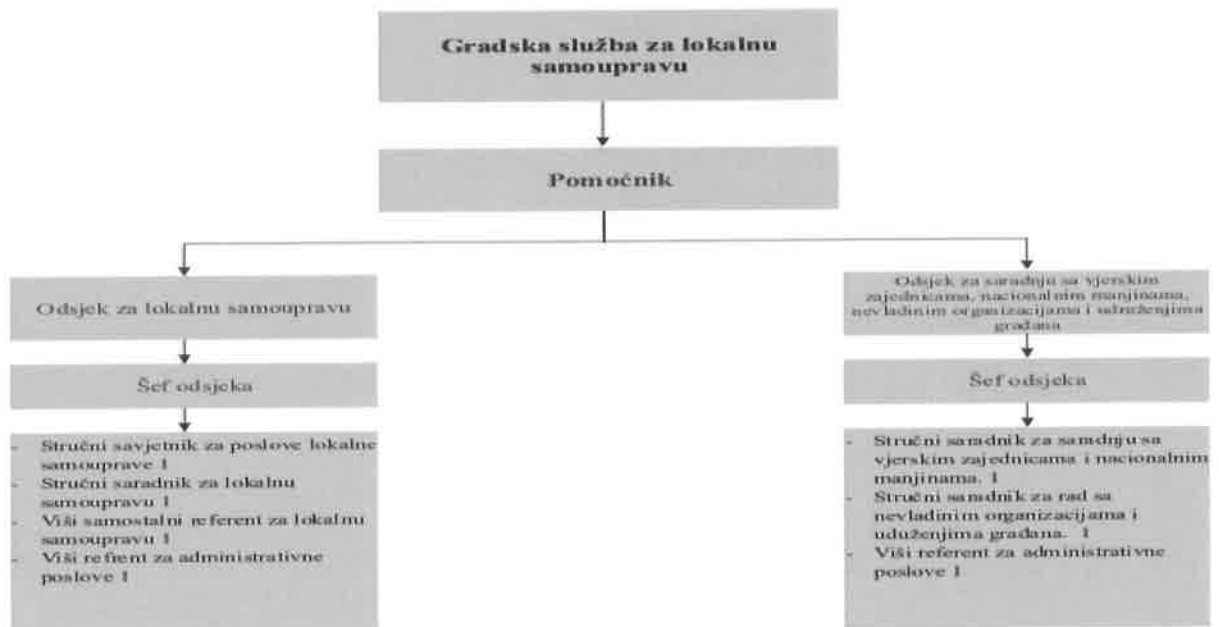 Gradska služba za lokalnu
samoupravu
Pomoćnik
Odsjek za lokalnu samoupravu
Šef odsjeka
- Stručni savjetnik za poslove lokalne
samouprave 1
- Stručni saradnik za lokalnu
samoupravu 1
- Viši samostalni referent za lokalnu
samoupravu 1
- Viši refrent za administrativne
poslove 1
Odsjek za saradnju sa vjerskim
zajednicama, nacionalnim manjinama,
nevladinim organizacijama i udruženjima
građana
Šef odsjeka
- Stručni saradnik za saradnju sa
vjerskim zajednicama i nacionalnim
manjinama. 1
- Stručni saradnik za rad sa
nevladinim organizacijama i
uduženjima građana. 1
- Viši referent za administrativne
poslove 1